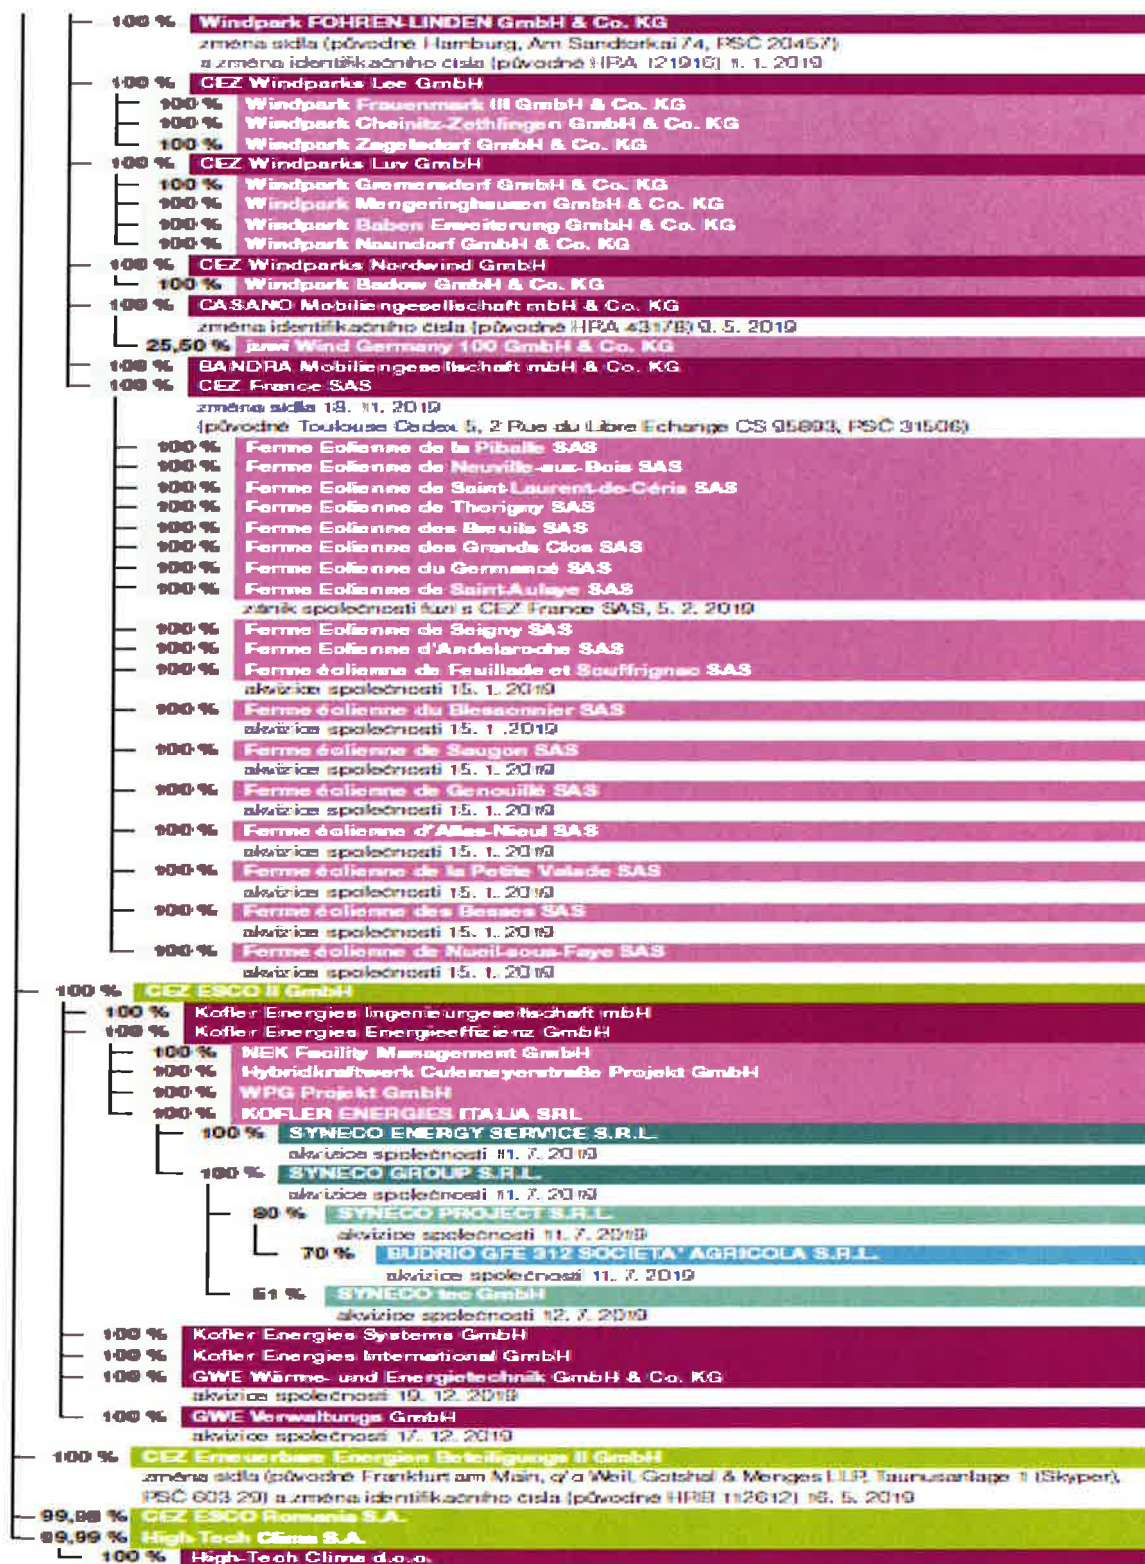 100 % Windpark FOHREN-LINDEN GmbH & Co. KG
změna sídla (původně Hamburg, Am Sandtorkai 74, PSČ 20457)
a změna identifikačního čísla (původně HRA 121916) 1. 1. 2019
100 % CEZ Windparks Lee GmbH
100 % Windpark Frauenmark III GmbH & Co. KG
100 % Windpark Cheinitz-Zethlingen GmbH & Co. KG
100 % Windpark Zagelsdorf GmbH & Co. KG
100 % CEZ Windparks Luv GmbH
100 % Windpark Gremersdorf GmbH & Co. KG
100 % Windpark Mengeringhausen GmbH & Co. KG
100 % Windpark Baben Erweiterung GmbH & Co. KG
100 % Windpark Naundorf GmbH & Co. KG
100 % CEZ Windparks Nordwind GmbH
100 % Windpark Badow GmbH & Co. KG
100 % CASANO Mobiliengesellschaft mbH & Co. KG
změna identifikačního čísla (původně HRA 43178) 9. 5. 2019
25,50 % juwi Wind Germany 100 GmbH & Co. KG
100 % BANDRA Mobiliengesellschaft mbH & Co. KG
100 % CEZ France SAS
změna sídla 18. 11. 2019
(původně Toulouse Cedex 5, 2 Rue du Libre Echange CS 95893, PSČ 31506)
100 % Ferme Eolienne de la Piballe SAS
100 % Ferme Eolienne de Neuville-aux-Bois SAS
100 % Ferme Eolienne de Saint-Laurent-de-Céris SAS
100 % Ferme Eolienne de Thorigny SAS
100 % Ferme Eolienne des Breuils SAS
100 % Ferme Eolienne des Grands Clos SAS
100 % Ferme Eolienne du Germancé SAS
100 % Ferme Eolienne de Saint-Aulaye SAS
zánik společnosti fúzí s CEZ France SAS, 5. 2. 2019
100 % Ferme Eolienne de Seigny SAS
100 % Ferme Eolienne d'Andelaroche SAS
100 % Ferme éolienne de Feuillade et Souffrignac SAS
akvizice společnosti 15. 1. 2019
100 % Ferme éolienne du Blessonnier SAS
akvizice společnosti 15. 1 .2019
100 % Ferme éolienne de Saugon SAS
akvizice společnosti 15. 1. 2019
100 % Ferme éolienne de Genouillé SAS
akvizice společnosti 15. 1. 2019
100 % Ferme éolienne d'Allas-Nieul SAS
akvizice společnosti 15. 1. 2019
100 % Ferme éolienne de la Petite Valade SAS
akvizice společnosti 15. 1. 2019
100 % Ferme éolienne des Besses SAS
akvizice společnosti 15. 1. 2019
100 % Ferme éolienne de Nueil-sous-Faye SAS
akvizice společnosti 15. 1. 2019
100 % CEZ ESCO II GmbH
100 % Kofler Energies Ingenieurgesellschaft mbH
100 % Kofler Energies Energieeffizienz GmbH
100 % NEK Facility Management GmbH
100 % Hybridkraftwerk Culemeyerstraße Projekt GmbH
100 % WPG Projekt GmbH
100 % KOFLER ENERGIES ITALIA SRL
100 % SYNECO ENERGY SERVICE S.R.L.
akvizice společnosti 11. 7. 2019
100 % SYNECO GROUP S.R.L.
akvizice společnosti 11. 7. 2019
80 % SYNECO PROJECT S.R.L.
akvizice společnosti 11. 7. 2019
70 % BUDRIO GFE 312 SOCIETA' AGRICOLA S.R.L.
akvizice společnosti 11. 7. 2019
51 % SYNECO tec GmbH
akvizice společnosti 12. 7. 2019
100 % Kofler Energies Systems GmbH
100 % Kofler Energies International GmbH
100 % GWE Wärme- und Energietechnik GmbH & Co. KG
akvizice společnosti 19. 12. 2019
100 % GWE Verwaltungs GmbH
akvizice společnosti 17. 12. 2019
100 % CEZ Erneuerbare Energien Beteiligungs II GmbH
změna sídla (původně Frankfurt am Main, c/o Weil, Gotshal & Menges LLP, Taunusanlage 1 (Skyper),
PSČ 603 29) a změna identifikačního čísla (původně HRB 112612) 16. 5. 2019
99,99 % CEZ ESCO Romania S.A.
99,99 % High-Tech Clima S.A.
100 % High-Tech Clima d.o.o.